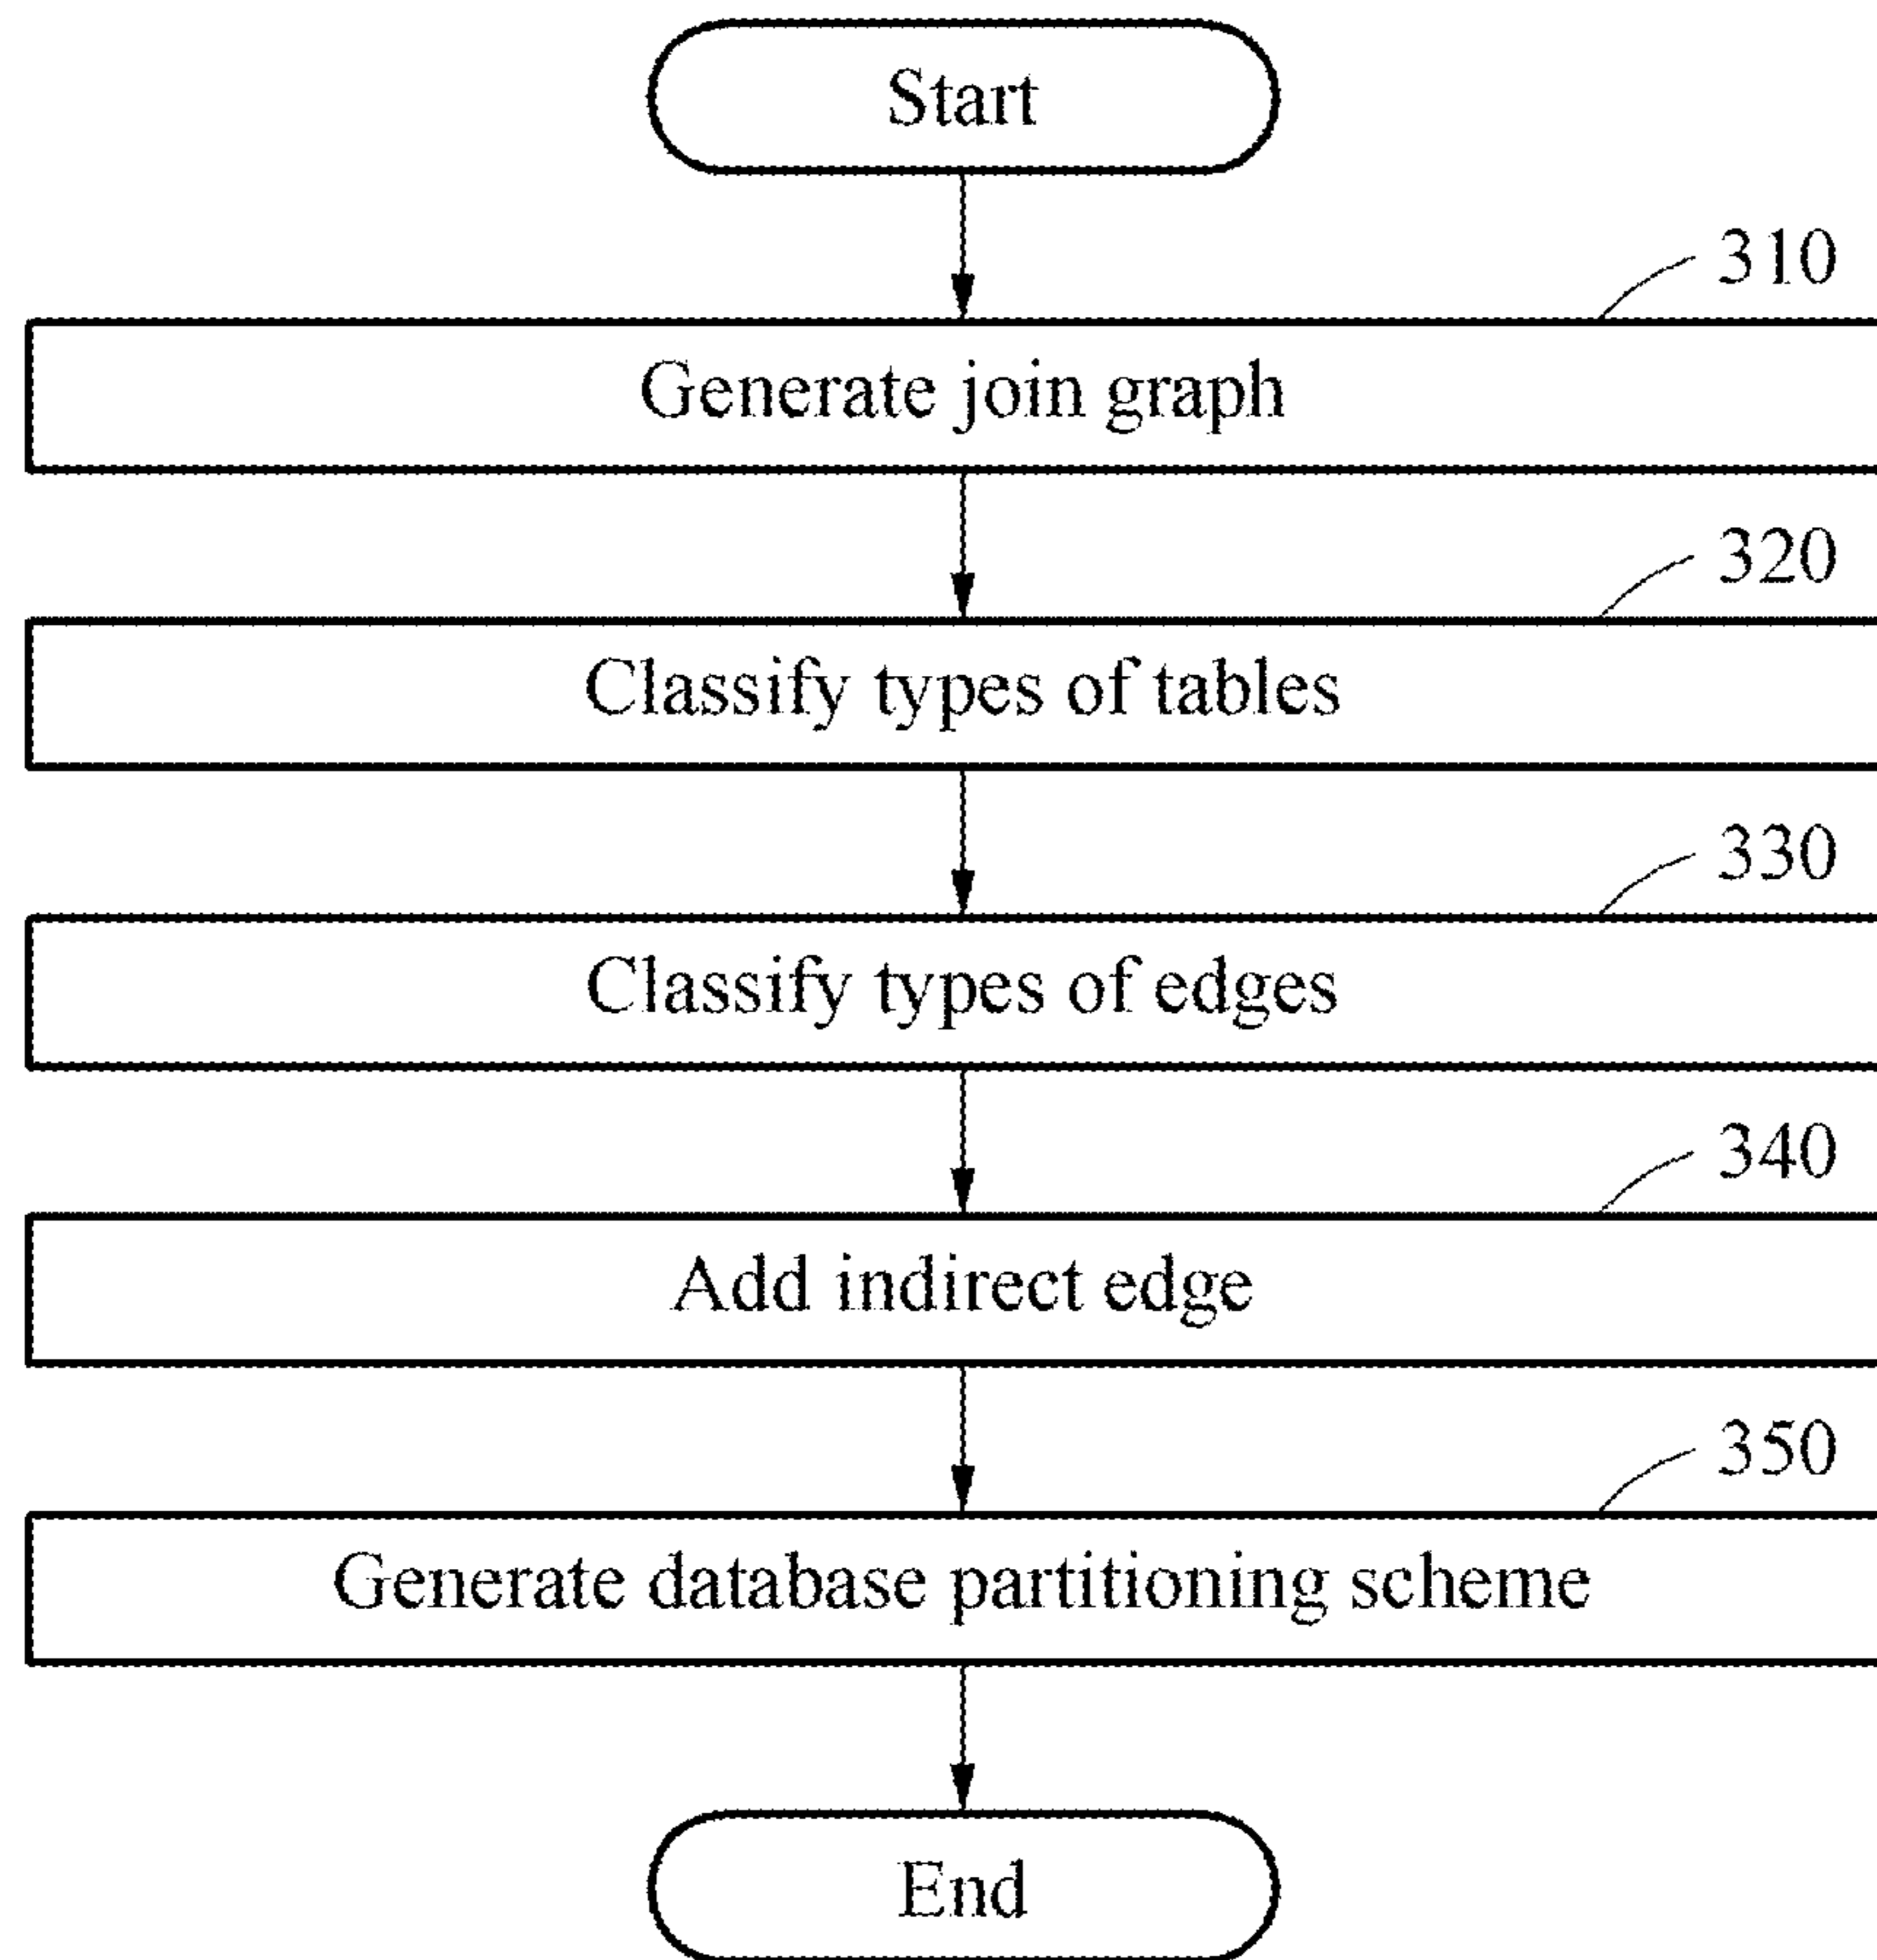 Start
310
Generate join graph
320
Classify types of tables
330
Classify types of edges
340
Add indirect edge
350
Generate database partitioning scheme
End